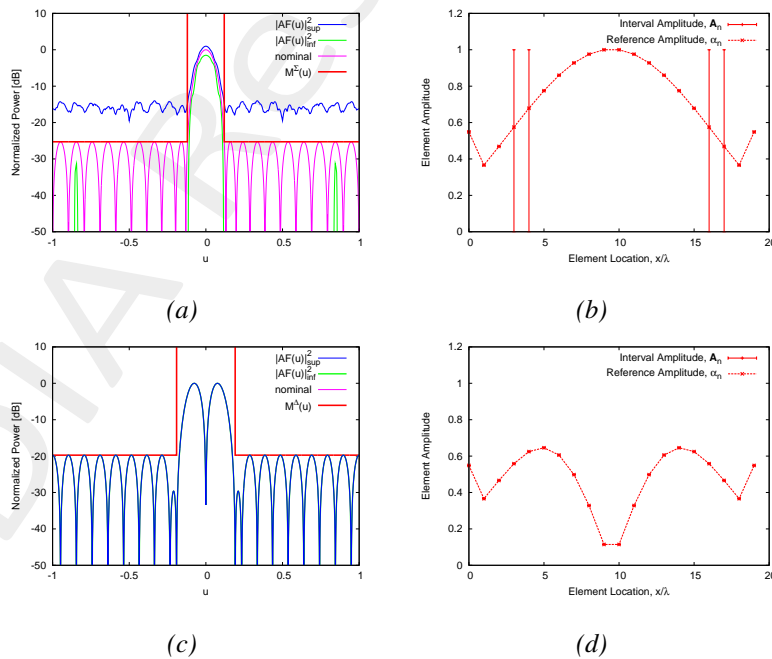 10
0
-10
-20
-30
-40
-50
-1
-0.5
0
0.5
1
Normalized Power [dB]
u
|AF(u)|²sup
|AF(u)|²inf
nominal
M^Σ(u)
(a)
1.2
1
0.8
0.6
0.4
0.2
0
0
5
10
15
20
Element Amplitude
Element Location, x/λ
Interval Amplitude, Aₙ
Reference Amplitude, αₙ
(b)
10
0
-10
-20
-30
-40
-50
-1
-0.5
0
0.5
1
Normalized Power [dB]
u
|AF(u)|²sup
|AF(u)|²inf
nominal
M^Δ(u)
(c)
1.2
1
0.8
0.6
0.4
0.2
0
0
5
10
15
20
Element Amplitude
Element Location, x/λ
Interval Amplitude, Aₙ
Reference Amplitude, αₙ
(d)